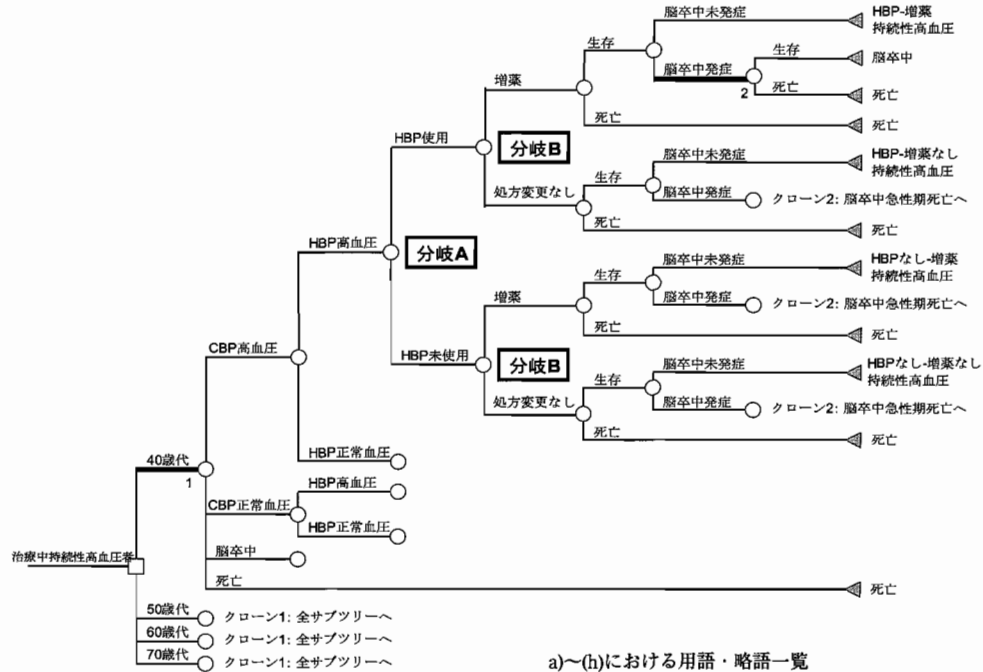 脳卒中未発症
HBP-増薬
持続性高血圧
生存
脳卒中発症
生存
脳卒中
2
死亡
死亡
増薬
死亡
死亡
HBP使用
分岐B
脳卒中未発症
HBP-増薬なし
持続性高血圧
生存
脳卒中発症
クローン2: 脳卒中急性期死亡へ
処方変更なし
死亡
死亡
HBP高血圧
分岐A
脳卒中未発症
HBPなし-増薬
持続性高血圧
生存
脳卒中発症
クローン2: 脳卒中急性期死亡へ
増薬
死亡
死亡
CBP高血圧
HBP未使用
分岐B
脳卒中未発症
HBPなし-増薬なし
持続性高血圧
生存
脳卒中発症
クローン2: 脳卒中急性期死亡へ
処方変更なし
死亡
死亡
HBP正常血圧
40歳代
1
HBP高血圧
CBP正常血圧
HBP正常血圧
脳卒中
治療中持続性高血圧者
死亡
死亡
50歳代
クローン1: 全サブツリーへ
60歳代
クローン1: 全サブツリーへ
70歳代
クローン1: 全サブツリーへ
a)〜(h)における用語・略語一覧